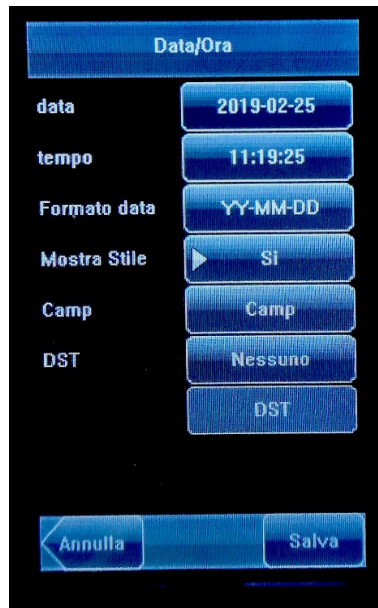 Data/Ora
data 2019-02-25
tempo 11:19:25
Formato data YY-MM-DD
Mostra Stile Si
Camp Camp
DST Nessuno
DST
Annulla Salva